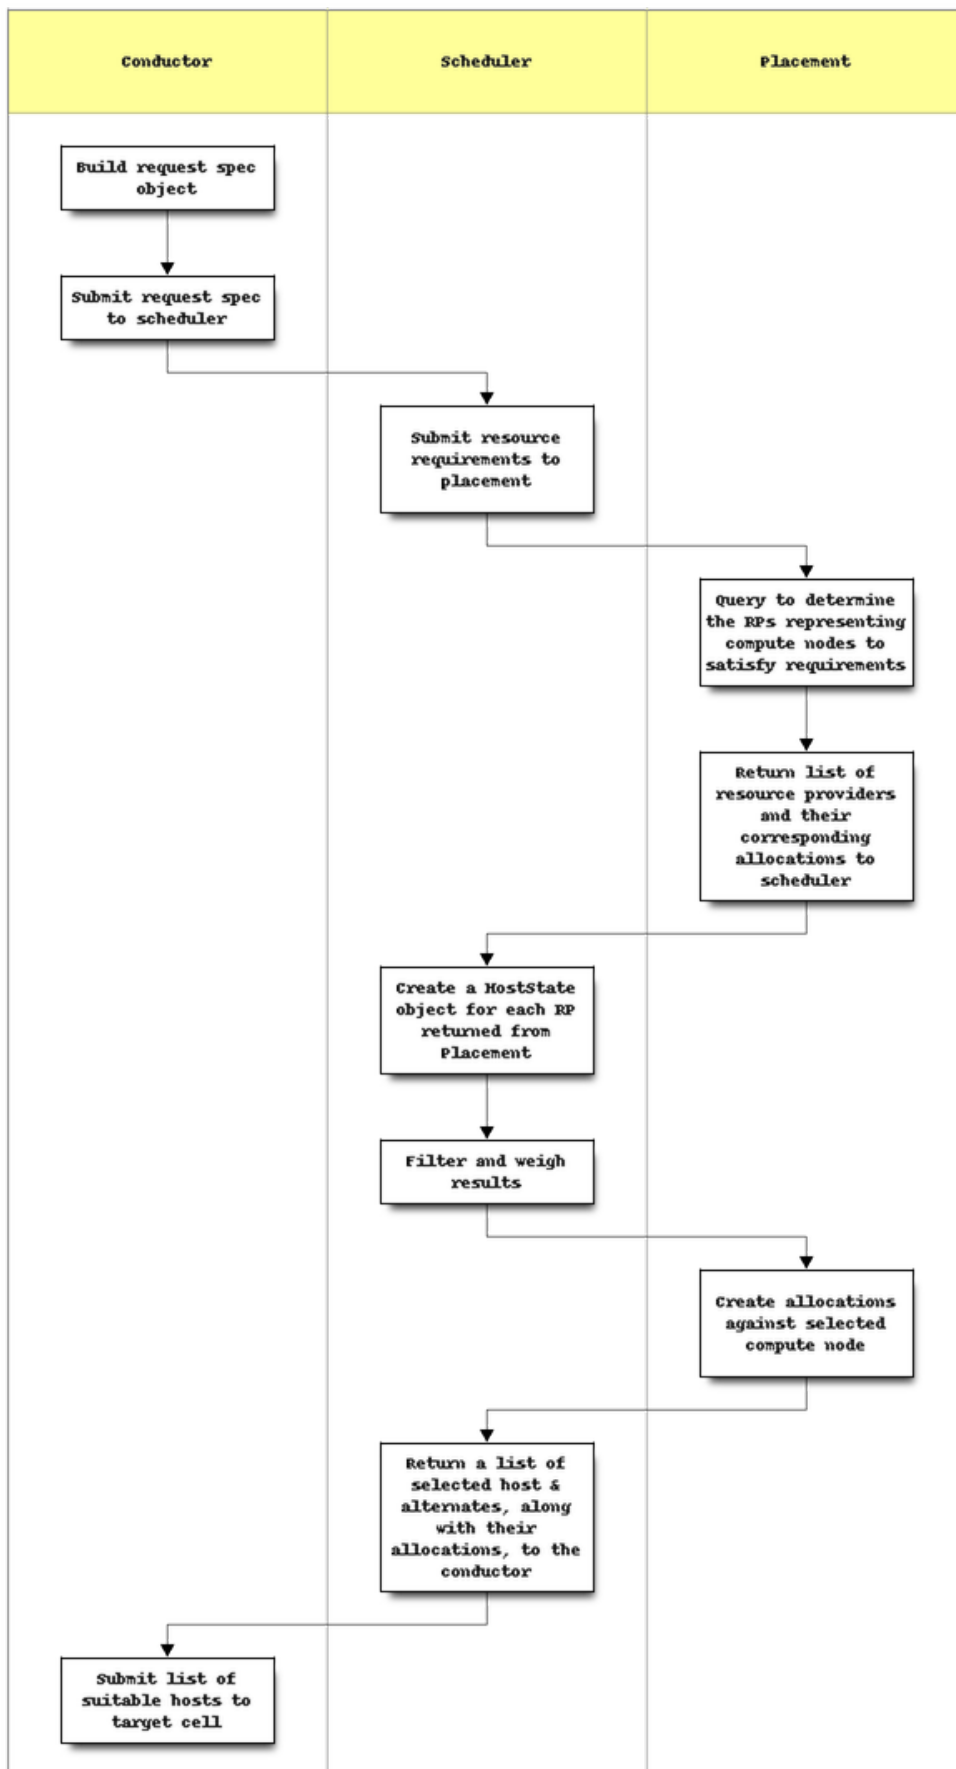 Conductor
Scheduler
Placement
Build request spec
object
Submit request spec
to scheduler
Submit resource
requirements to
placement
Query to determine
the RPs representing
compute nodes to
satisfy requirements
Return list of
resource providers
and their
corresponding
allocations to
scheduler
Create a HostState
object for each RP
returned from
Placement
Filter and weigh
results
Create allocations
against selected
compute node
Return a list of
selected host &
alternates, along
with their
allocations, to the
conductor
Submit list of
suitable hosts to
target cell